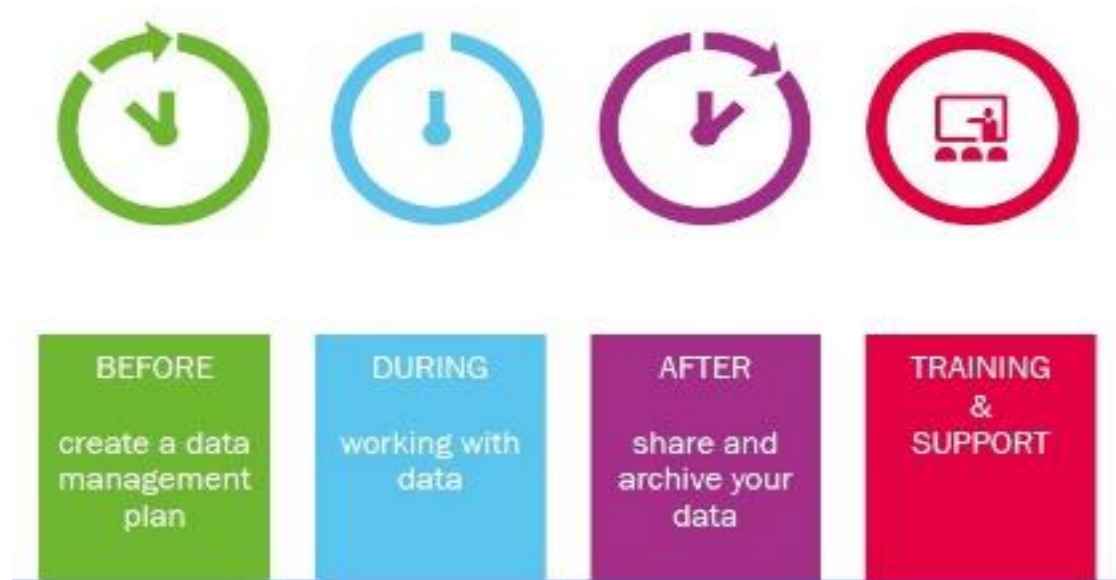 BEFORE
create a data
management
plan
DURING
working with
data
AFTER
share and
archive your
data
TRAINING
&
SUPPORT